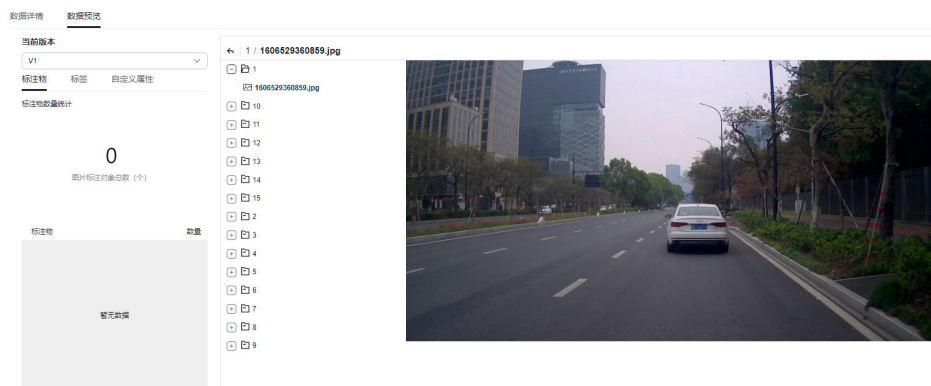 数据详情 数据预览
当前版本
V1
标注物 标签 自定义属性
标注物数量统计
0
图片标注对象总数（个）
标注物 数量
暂无数据
1 / 1606529360859.jpg
1
1606529360859.jpg
10
11
12
13
14
15
2
3
4
5
6
7
8
9
INVENTRONICS